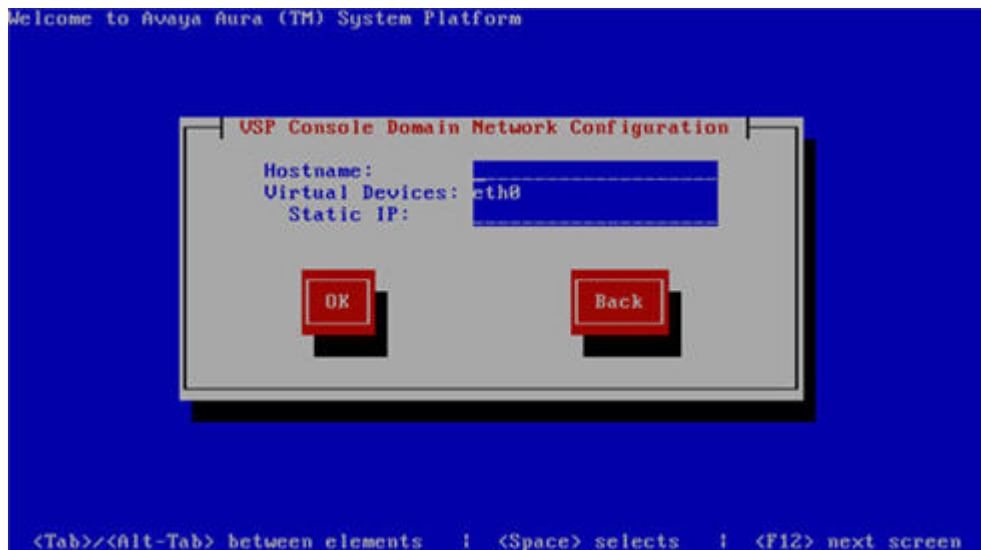 Welcome to Avaya Aura (TM) System Platform
VSP Console Domain Network Configuration
Hostname:
Virtual Devices: eth0
Static IP:
OK Back
<Tab>/<Alt-Tab> between elements | <Space> selects | <F12> next screen